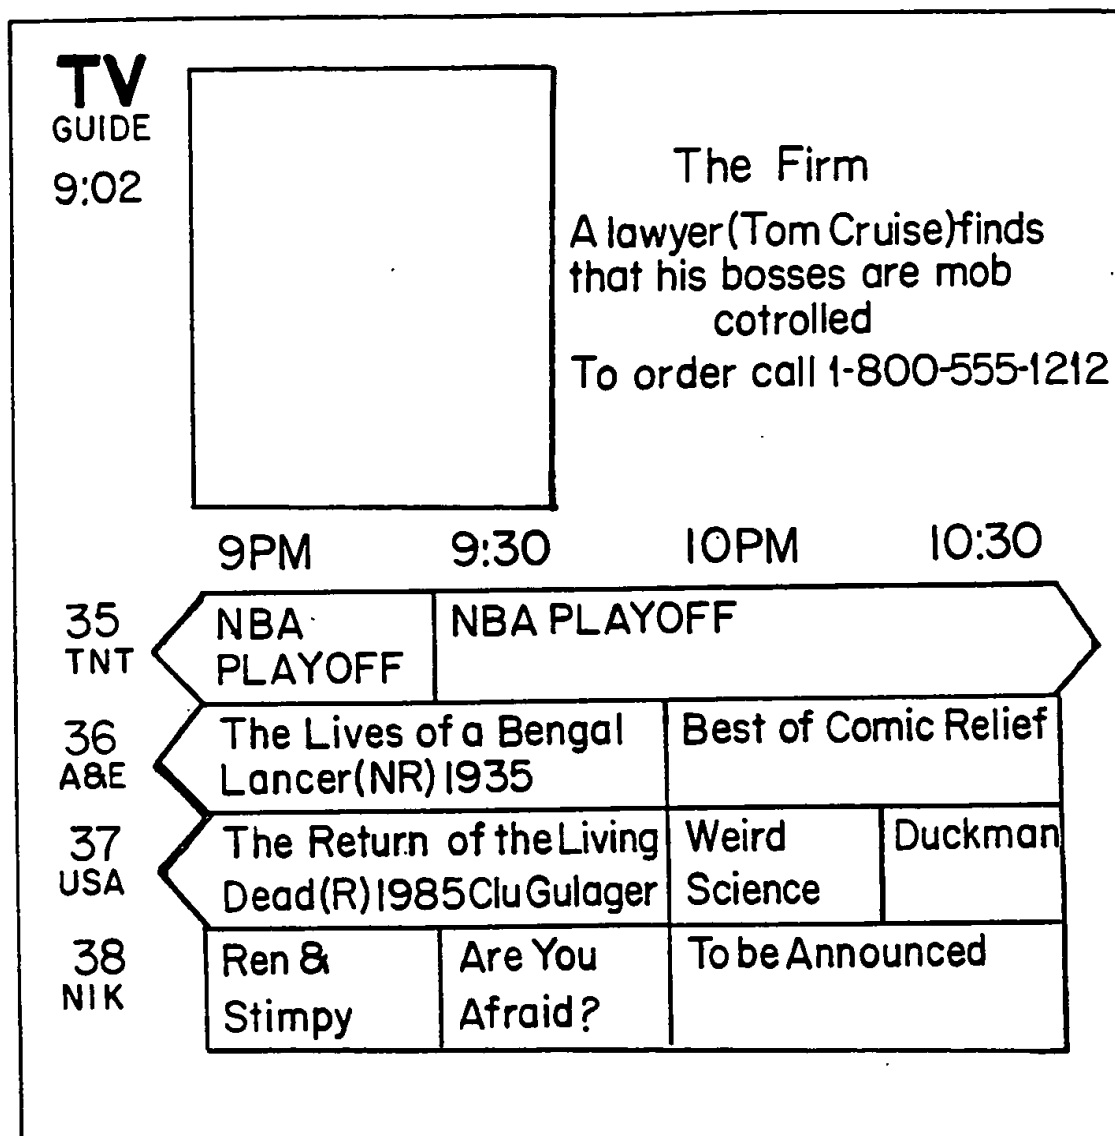 TV
GUIDE
9:02
The Firm
A lawyer (Tom Cruise) finds
that his bosses are mob
cotrolled
To order call 1-800-555-1212
9PM 9:30 10PM 10:30
35
TNT
NBA
PLAYOFF
NBA PLAYOFF
36
A&E
The Lives of a Bengal
Lancer (NR) 1935
Best of Comic Relief
37
USA
The Return of the Living
Dead (R) 1985 Clu Gulager
Weird
Science
Duckman
38
NIK
Ren &
Stimpy
Are You
Afraid?
To be Announced